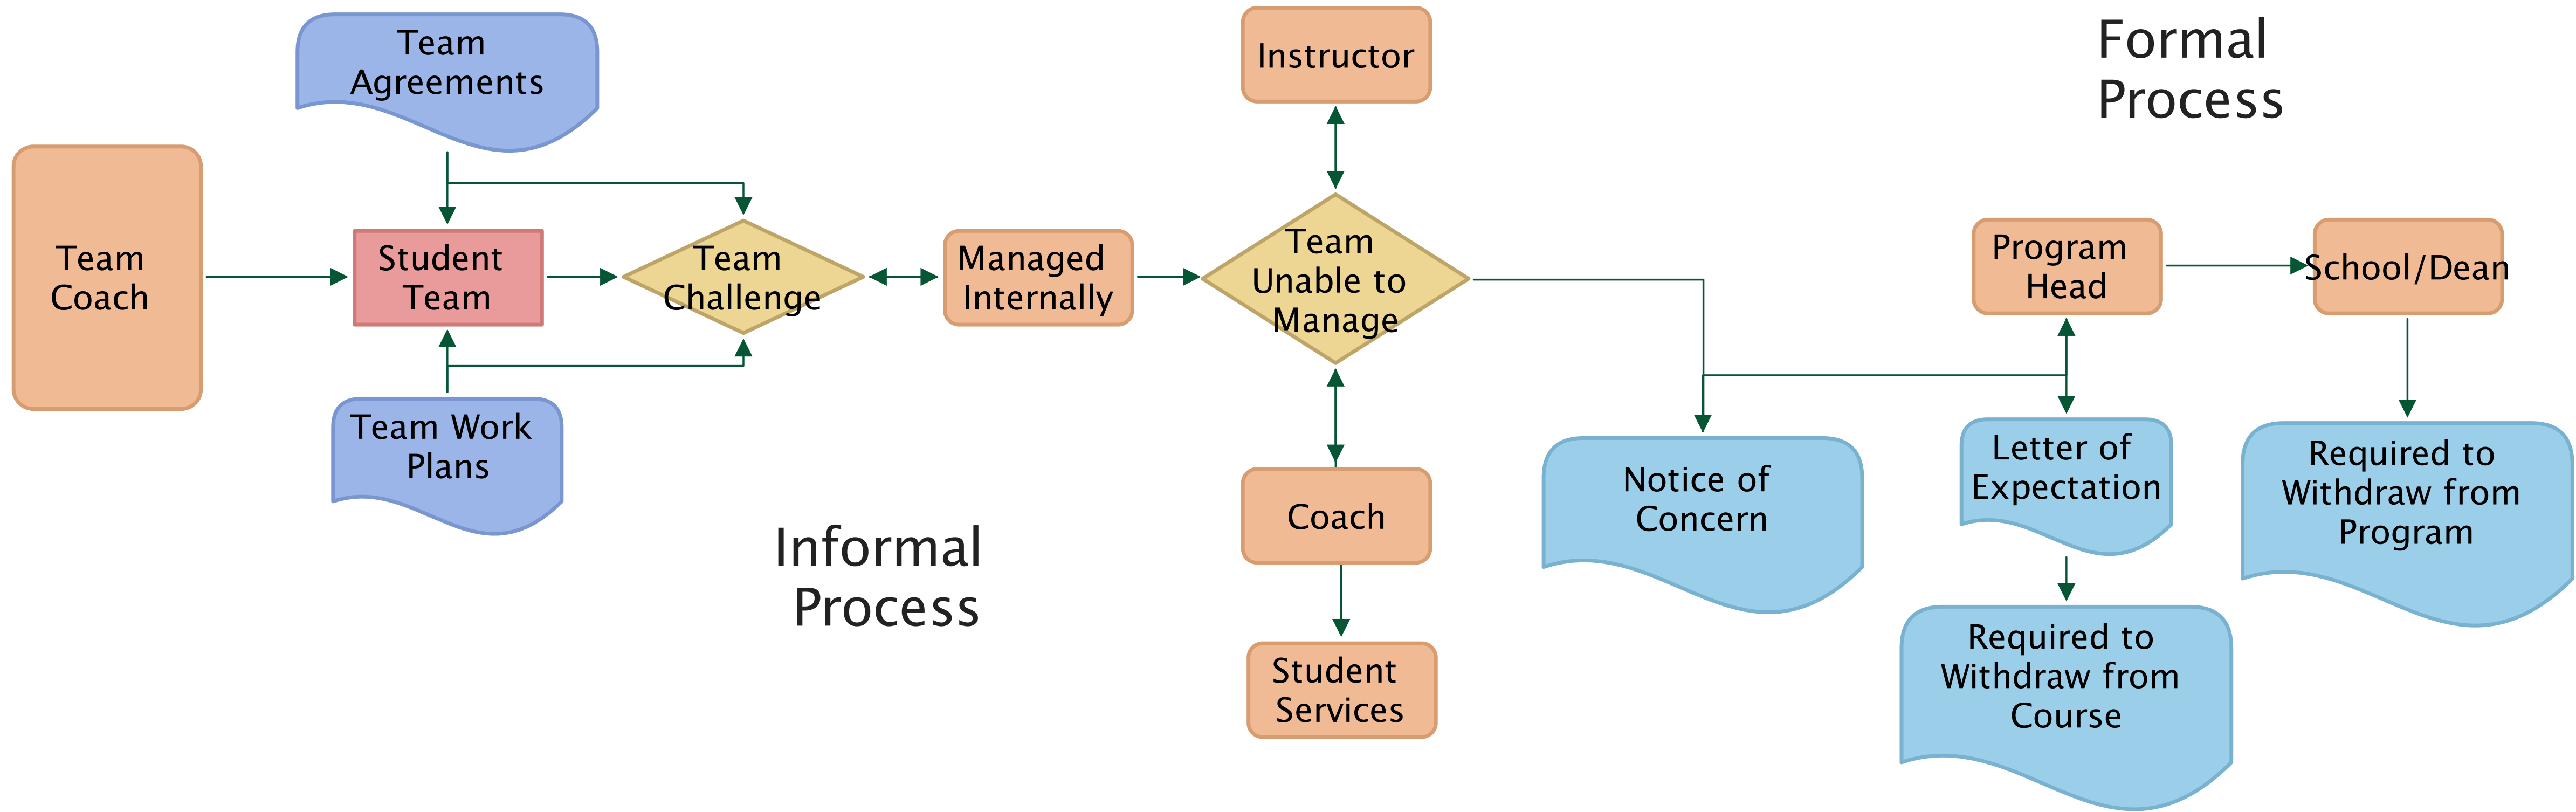 Team
Agreements
Instructor
Formal
Process
Team
Coach
Student
Team
Team
Challenge
Managed
Internally
Team
Unable to
Manage
Program
Head
School/Dean
Team Work
Plans
Informal
Process
Coach
Student
Services
Notice of
Concern
Letter of
Expectation
Required to
Withdraw from
Program
Required to
Withdraw from
Course